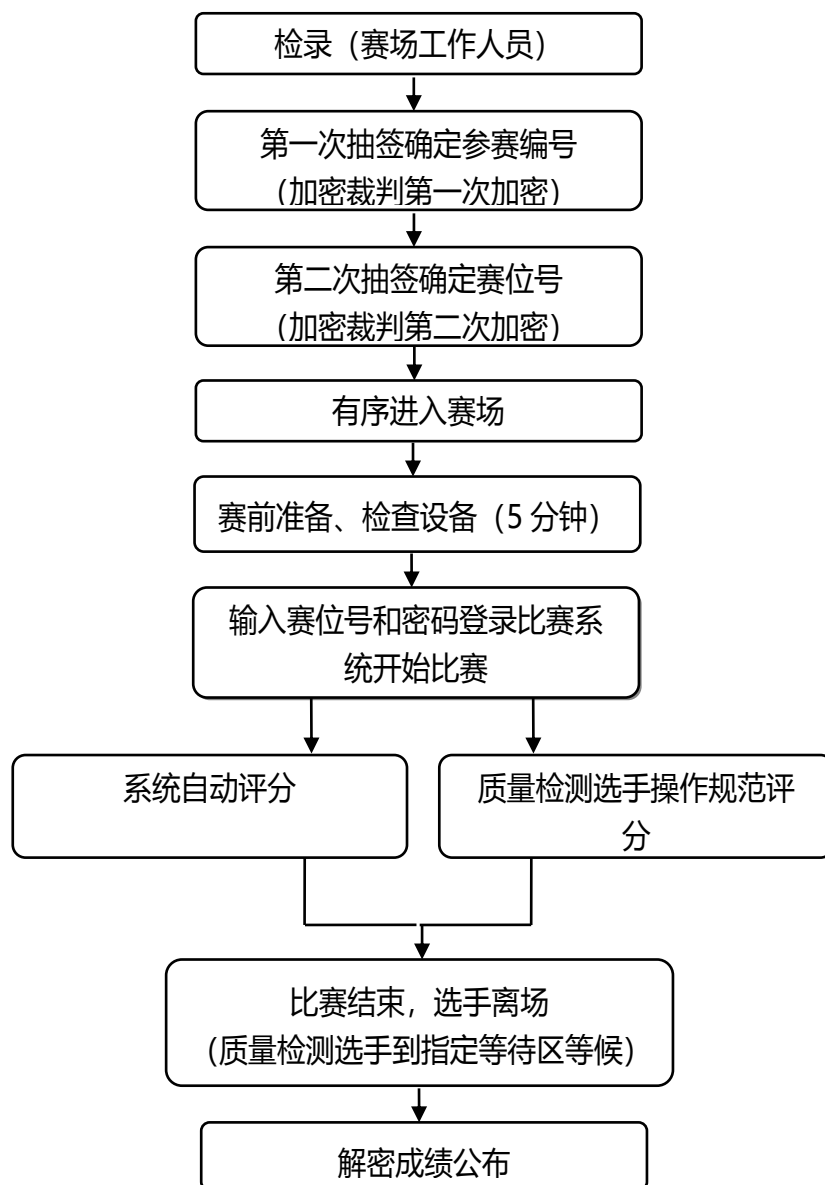 检录（赛场工作人员）
第一次抽签确定参赛编号
（加密裁判第一次加密）
第二次抽签确定赛位号
（加密裁判第二次加密）
有序进入赛场
赛前准备、检查设备（5 分钟）
输入赛位号和密码登录比赛系
统开始比赛
系统自动评分
质量检测选手操作规范评
分
比赛结束，选手离场
（质量检测选手到指定等待区等候）
解密成绩公布